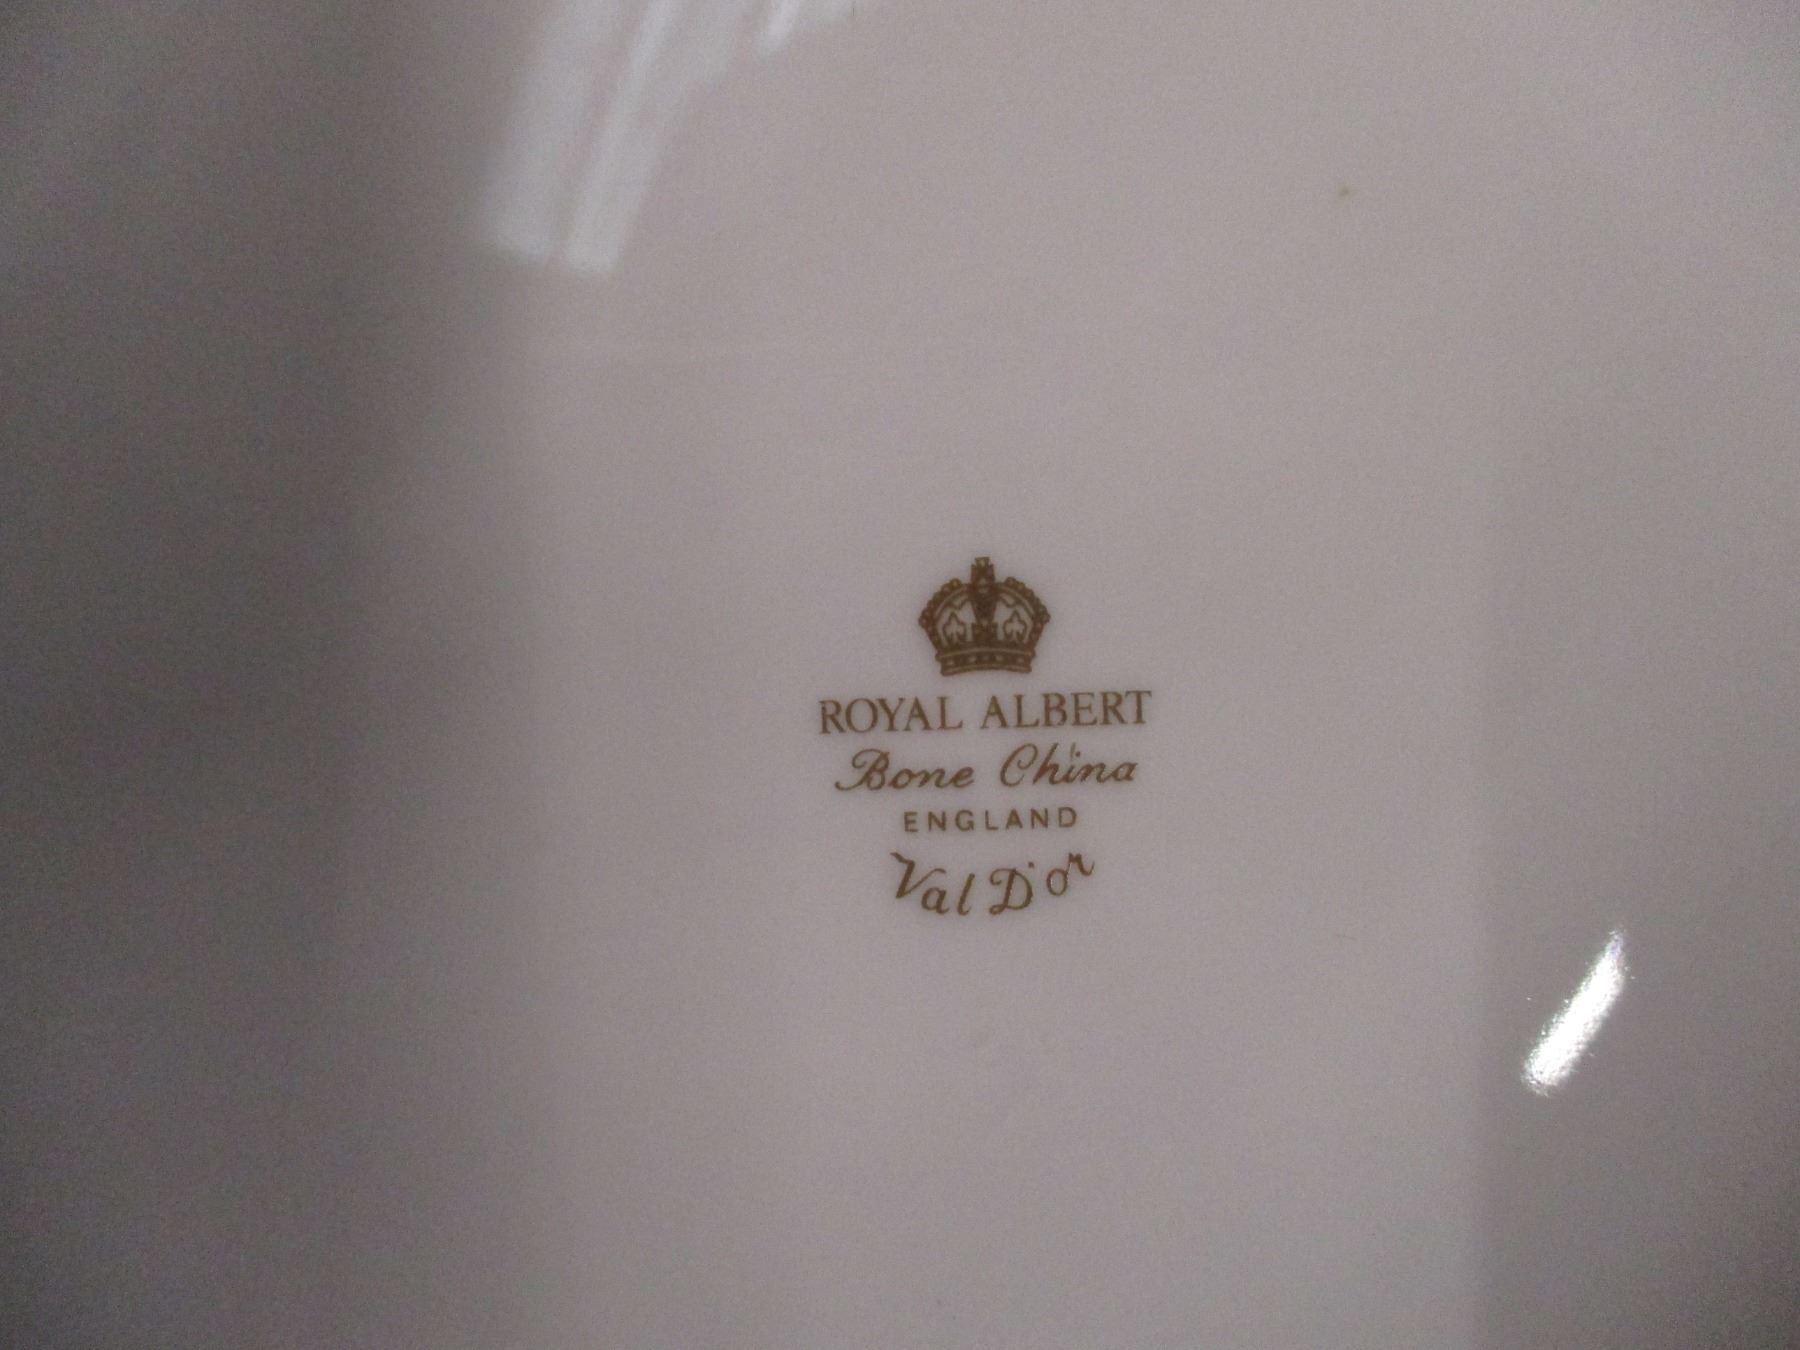 ROYAL ALBERT
Bone China
ENGLAND
Val D'or